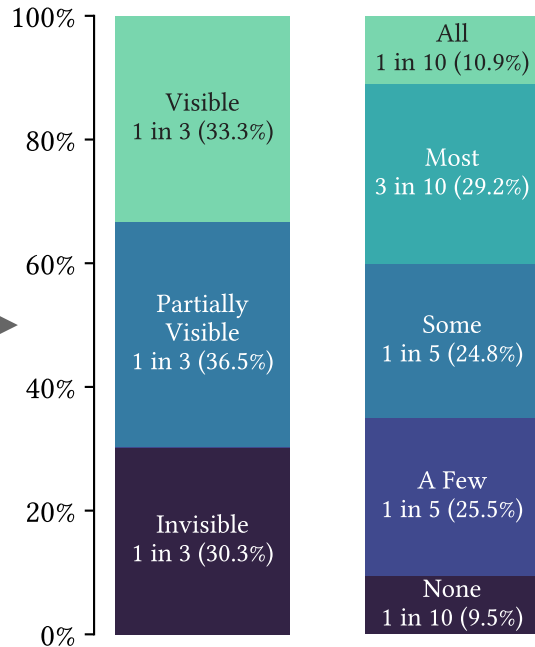 100%
80%
60%
40%
20%
0%
Visible
1 in 3 (33.3%)
Partially
Visible
1 in 3 (36.5%)
Invisible
1 in 3 (30.3%)
All
1 in 10 (10.9%)
Most
3 in 10 (29.2%)
Some
1 in 5 (24.8%)
A Few
1 in 5 (25.5%)
None
1 in 10 (9.5%)